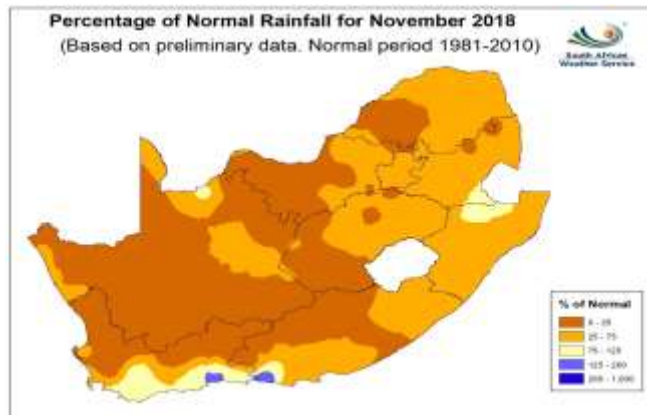 Percentage of Normal Rainfall for November 2018
(Based on preliminary data. Normal period 1981-2010)
South African
Weather Service
% of Normal
0 - 25
25 - 75
75 - 125
125 - 200
200 - 1,000